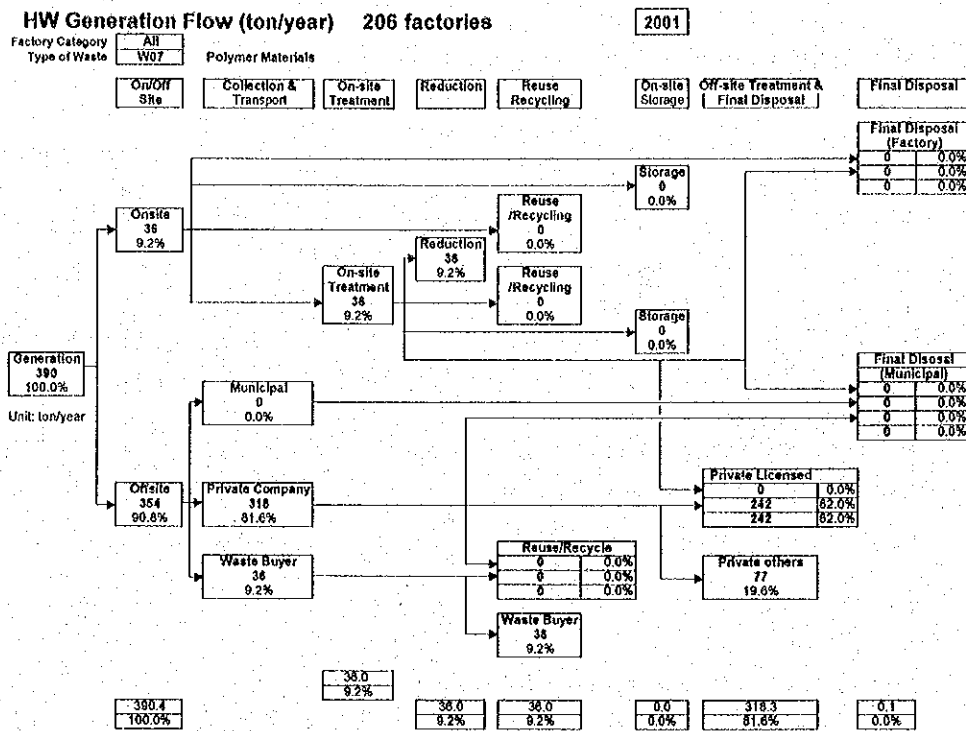 HW Generation Flow (ton/year) 206 factories 2001
Factory Category All
Type of Waste W07 Polymer Materials
On/Off Site
Collection & Transport
On-site Treatment
Reduction
Reuse Recycling
On-site Storage
Off-site Treatment & Final Disposal
Final Disposal
Final Disposal
(Factory)
0 0.0%
0 0.0%
0 0.0%
Storage
0
0.0%
Onsite
36
9.2%
Reuse
/Recycling
0
0.0%
Reduction
36
9.2%
On-site
Treatment
36
9.2%
Reuse
/Recycling
0
0.0%
Storage
0
0.0%
Generation
390
100.0%
Unit: ton/year
Municipal
0
0.0%
Final Disosal
(Municipal)
0 0.0%
0 0.0%
0 0.0%
0 0.0%
Offsite
354
90.8%
Private Company
318
81.6%
Private Licensed
0 0.0%
242 62.0%
242 62.0%
Waste Buyer
36
9.2%
Reuse/Recycle
0 0.0%
0 0.0%
0 0.0%
Private others
77
19.6%
Waste Buyer
36
9.2%
36.0
9.2%
390.4
100.0%
36.0
9.2%
36.0
9.2%
0.0
0.0%
318.3
81.6%
0.1
0.0%